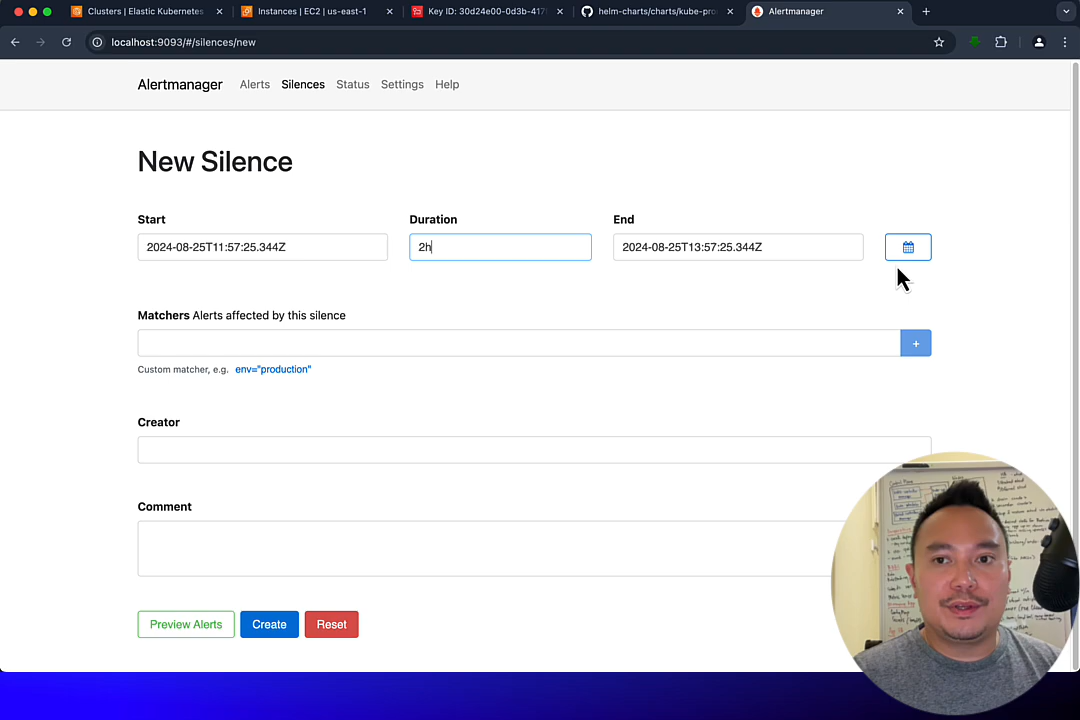 Clusters | Elastic Kubernetes
Instances | EC2 | us-east-1
Key ID: 30d24e00-0d3b-417
helm-charts/charts/kube-pro
Alertmanager
localhost:9093/#/silences/new
Alertmanager Alerts Silences Status Settings Help
New Silence
Start Duration End
2024-08-25T11:57:25.344Z 2h 2024-08-25T13:57:25.344Z
Matchers Alerts affected by this silence
+
Custom matcher, e.g. env="production"
Creator
Comment
Preview Alerts Create Reset